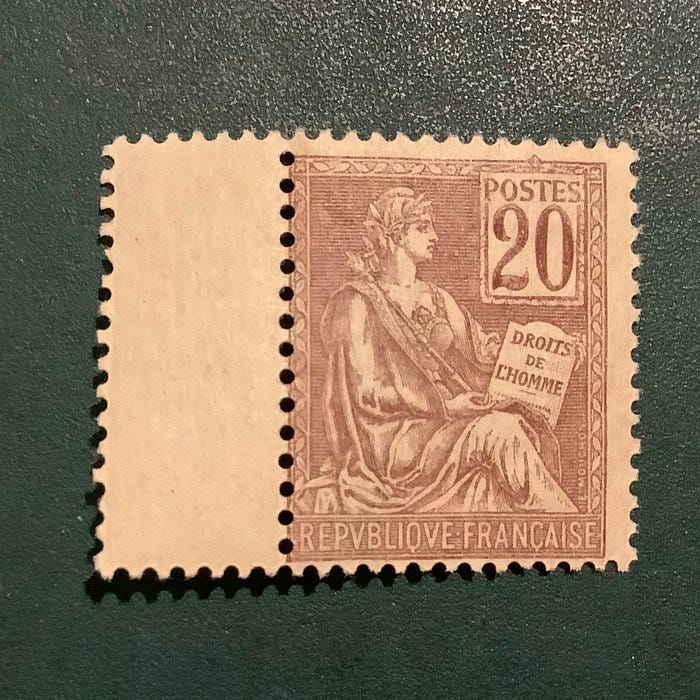 POSTES
20
DROITS
DE
L'HOMME
REPVBLIQVE·FRANÇAISE